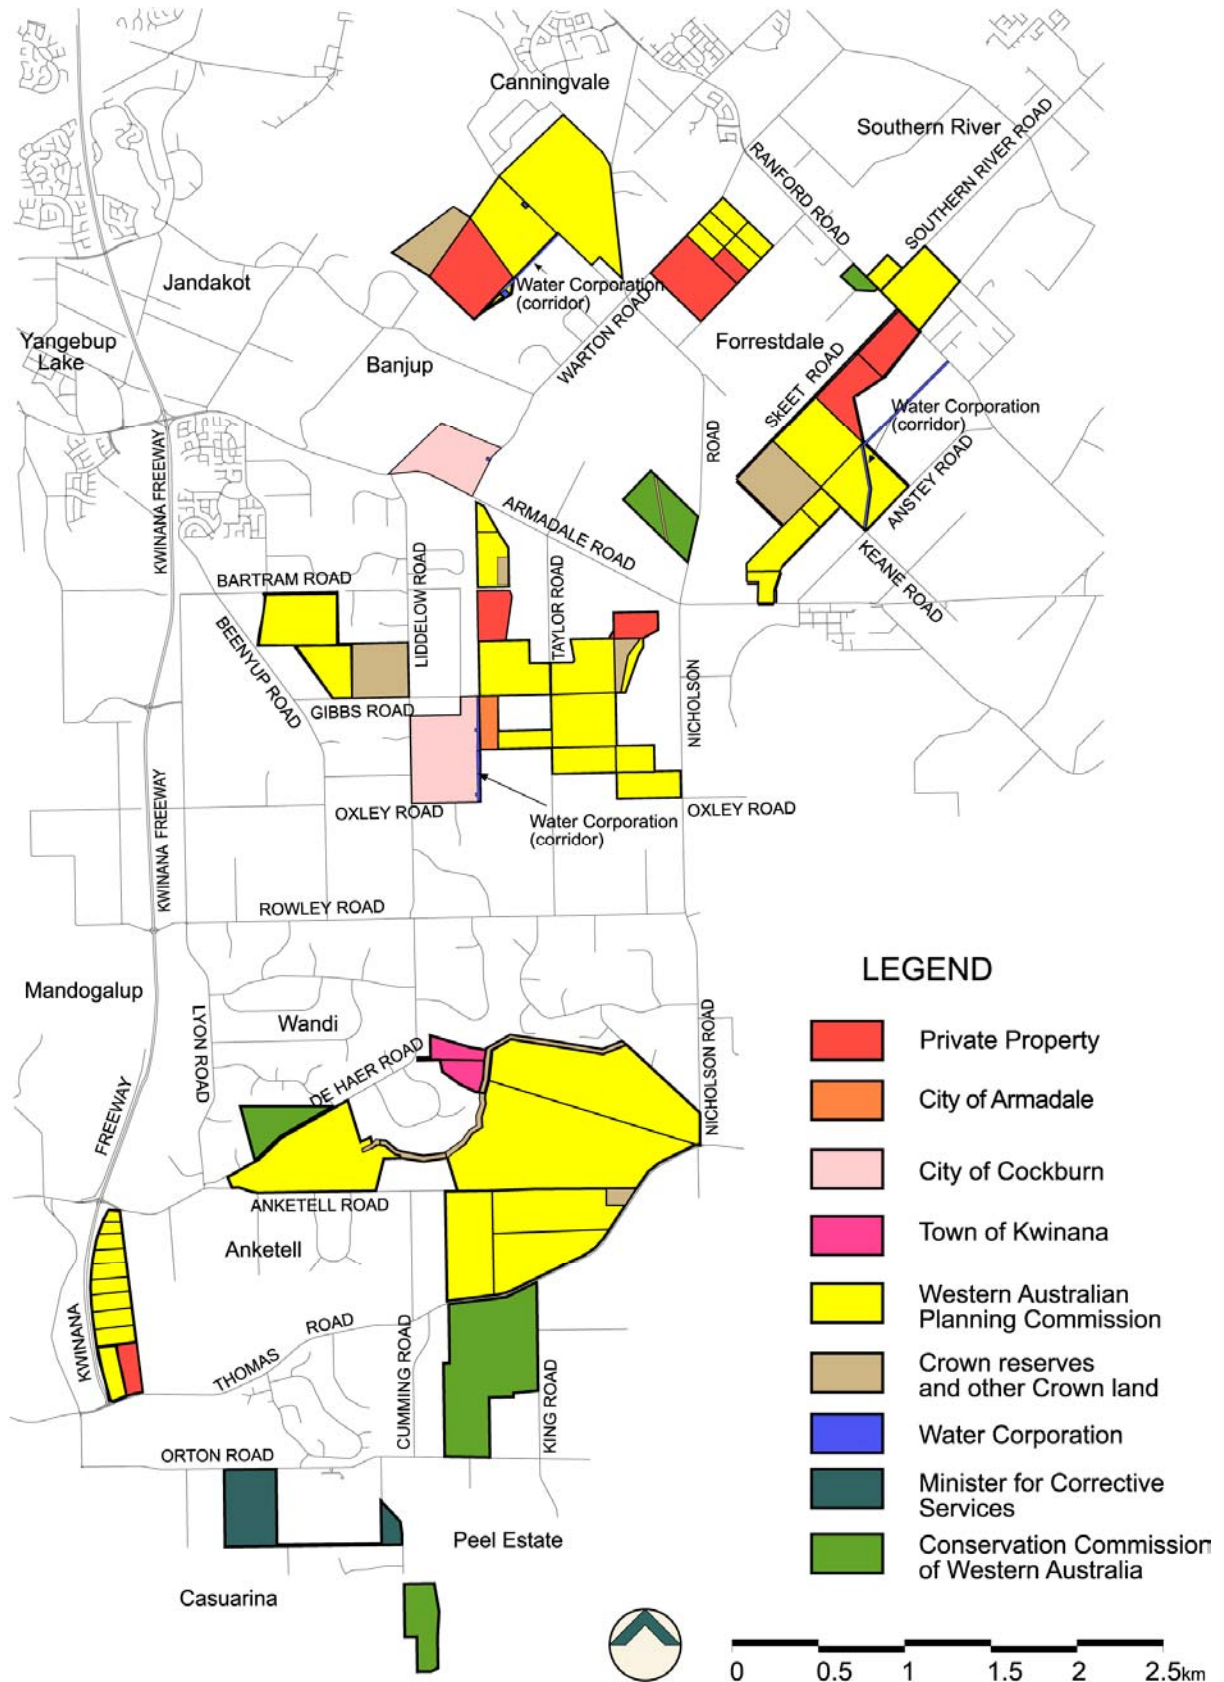 Canningvale
Southern River
RANFORD ROAD
SOUTHERN RIVER ROAD
Jandakot
Water Corporation
(corridor)
WARTON ROAD
Yangebup
Lake
Banjup
Forrestdale
SKEET ROAD
Water Corporation
(corridor)
KWINANA FREEWAY
ROAD
ANSTEY ROAD
ARMADALE ROAD
KEANE ROAD
BARTRAM ROAD
LIDDELOW ROAD
TAYLOR ROAD
BEENYUP ROAD
GIBBS ROAD
NICHOLSON
KWINANA FREEWAY
OXLEY ROAD
Water Corporation
(corridor)
OXLEY ROAD
ROWLEY ROAD
Mandogalup
LYON ROAD
Wandi
DE HAER ROAD
NICHOLSON ROAD
FREEWAY
ANKETELL ROAD
Anketell
KWINANA
THOMAS
ROAD
CUMMING ROAD
KING ROAD
ORTON ROAD
Peel Estate
Casuarina
LEGEND
Private Property
City of Armadale
City of Cockburn
Town of Kwinana
Western Australian
Planning Commission
Crown reserves
and other Crown land
Water Corporation
Minister for Corrective
Services
Conservation Commission
of Western Australia
0 0.5 1 1.5 2 2.5km